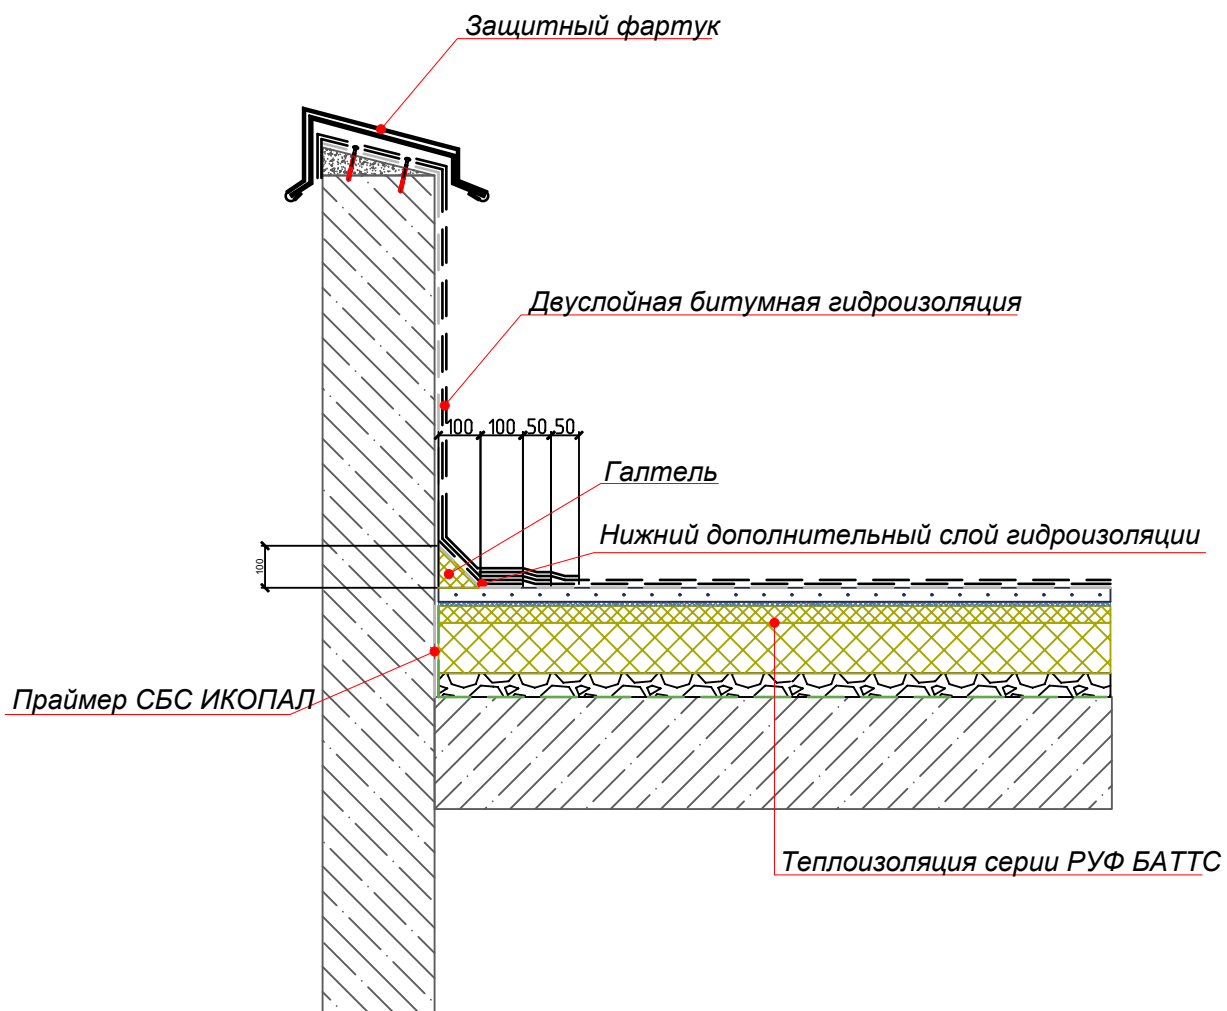 Защитный фартук
Двуслойная битумная гидроизоляция
100 100 50 50
Галтель
Нижний дополнительный слой гидроизоляции
100
Праймер СБС ИКОПАЛ
Теплоизоляция серии РУФ БАТТС